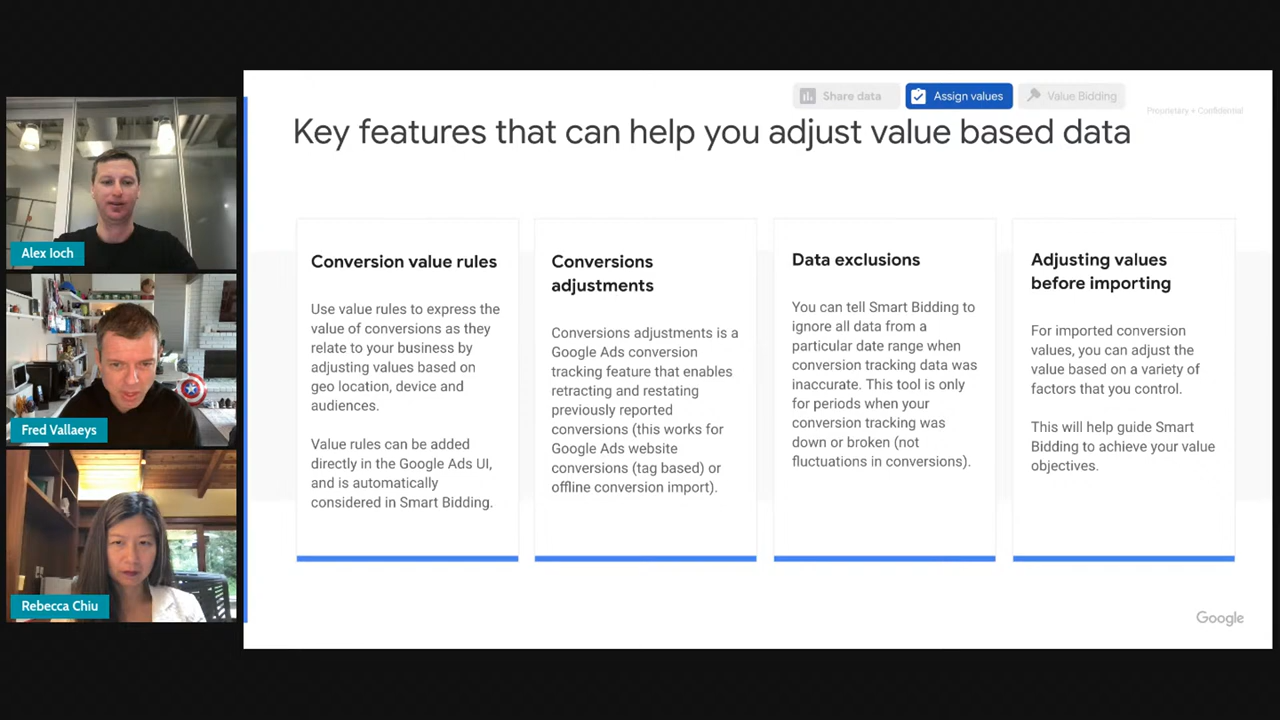 Share data
Assign values
Value Bidding
Proprietary + Confidential
Key features that can help you adjust value based data
Alex Ioch
Fred Vallaeys
Rebecca Chiu
Conversion value rules
Use value rules to express the
value of conversions as they
relate to your business by
adjusting values based on
geo location, device and
audiences.
Value rules can be added
directly in the Google Ads UI,
and is automatically
considered in Smart Bidding.
Conversions
adjustments
Conversions adjustments is a
Google Ads conversion
tracking feature that enables
retracting and restating
previously reported
conversions (this works for
Google Ads website
conversions (tag based) or
offline conversion import).
Data exclusions
You can tell Smart Bidding to
ignore all data from a
particular date range when
conversion tracking data was
inaccurate. This tool is only
for periods when your
conversion tracking was
down or broken (not
fluctuations in conversions).
Adjusting values
before importing
For imported conversion
values, you can adjust the
value based on a variety of
factors that you control.
This will help guide Smart
Bidding to achieve your value
objectives.
Google